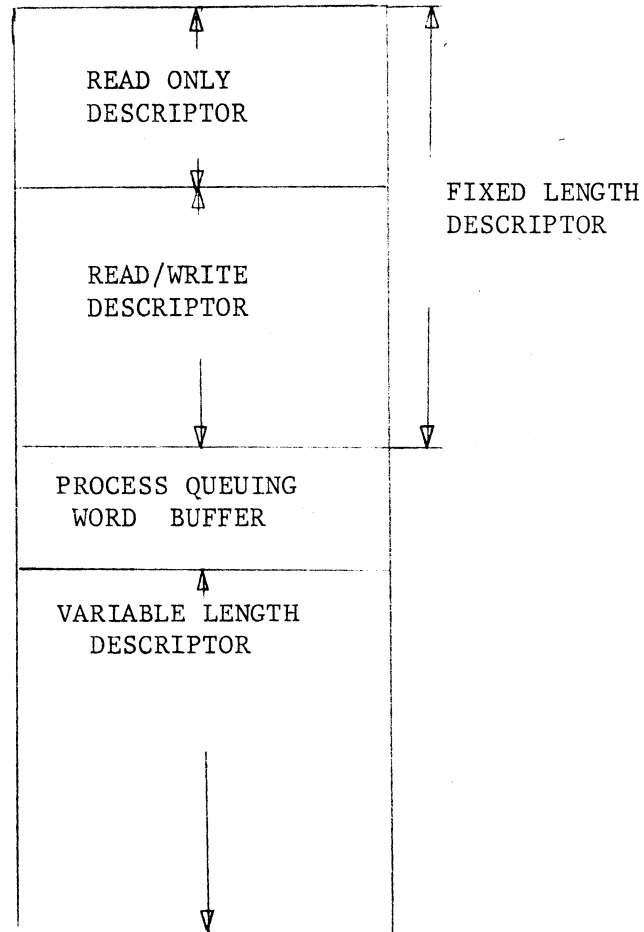 READ ONLY
DESCRIPTOR
FIXED LENGTH
DESCRIPTOR
READ/WRITE
DESCRIPTOR
PROCESS QUEUING
WORD BUFFER
VARIABLE LENGTH
DESCRIPTOR